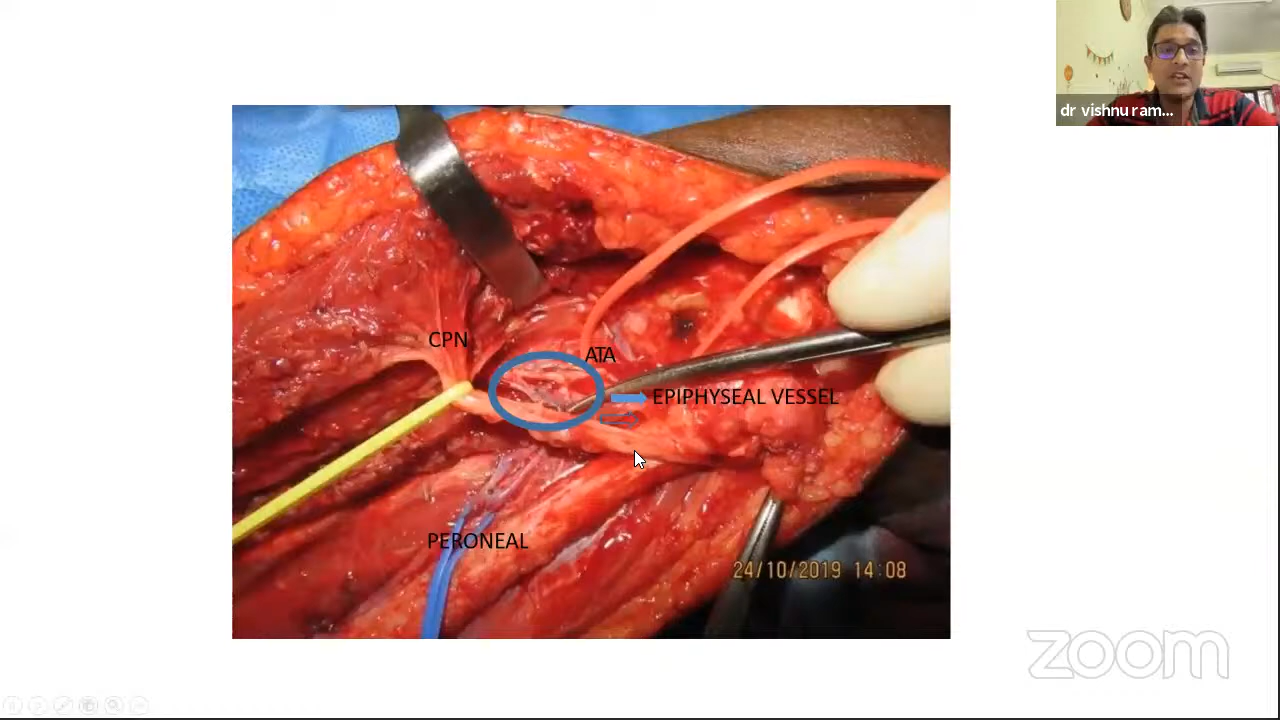 dr vishnu ram...
CPN
ATA
EPIPHYSEAL VESSEL
PERONEAL
24/10/2019 14:08
zoom